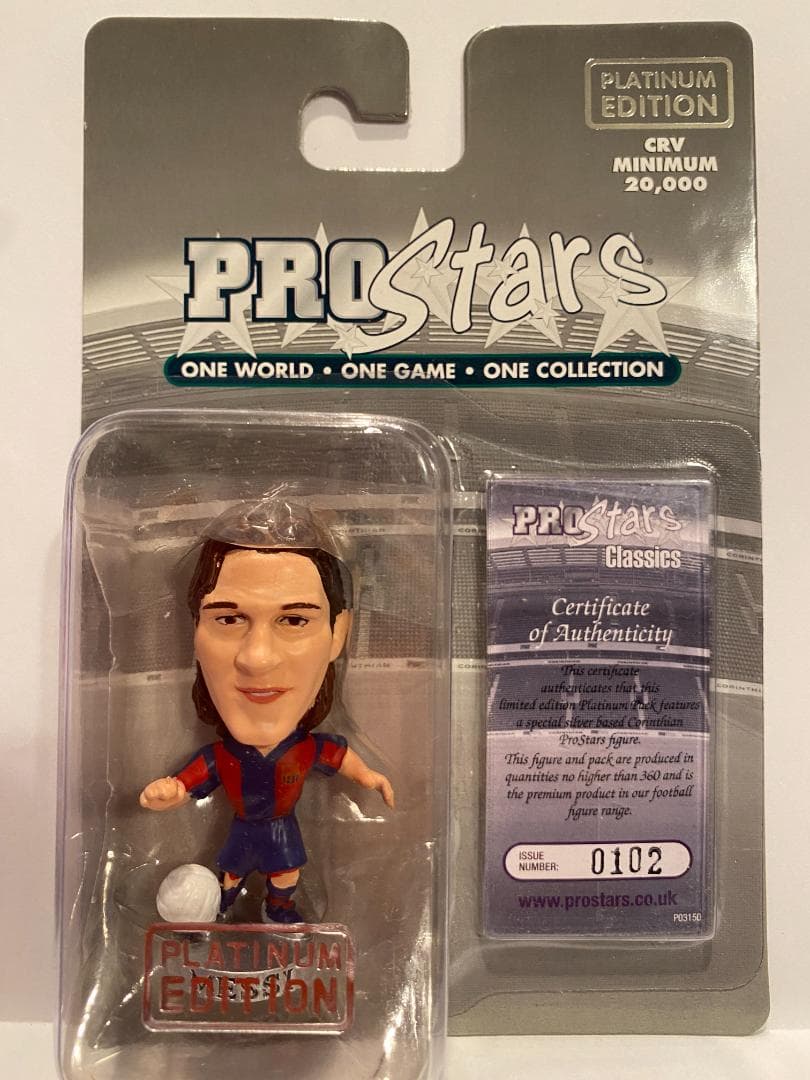 PLATINUM
EDITION
CRV
MINIMUM
20,000
PROStars
ONE WORLD • ONE GAME • ONE COLLECTION
PROStars
Classics
Certificate
of Authenticity
This certificate
authenticates that this
limited edition Platinum Pack features
a special silver based Corinthian
ProStars figure.
This figure and pack are produced in
quantities no higher than 360 and is
the premium product in our football
figure range.
ISSUE
NUMBER: 0102
www.prostars.co.uk
P03150
PLATINUM
MESSI
EDITION